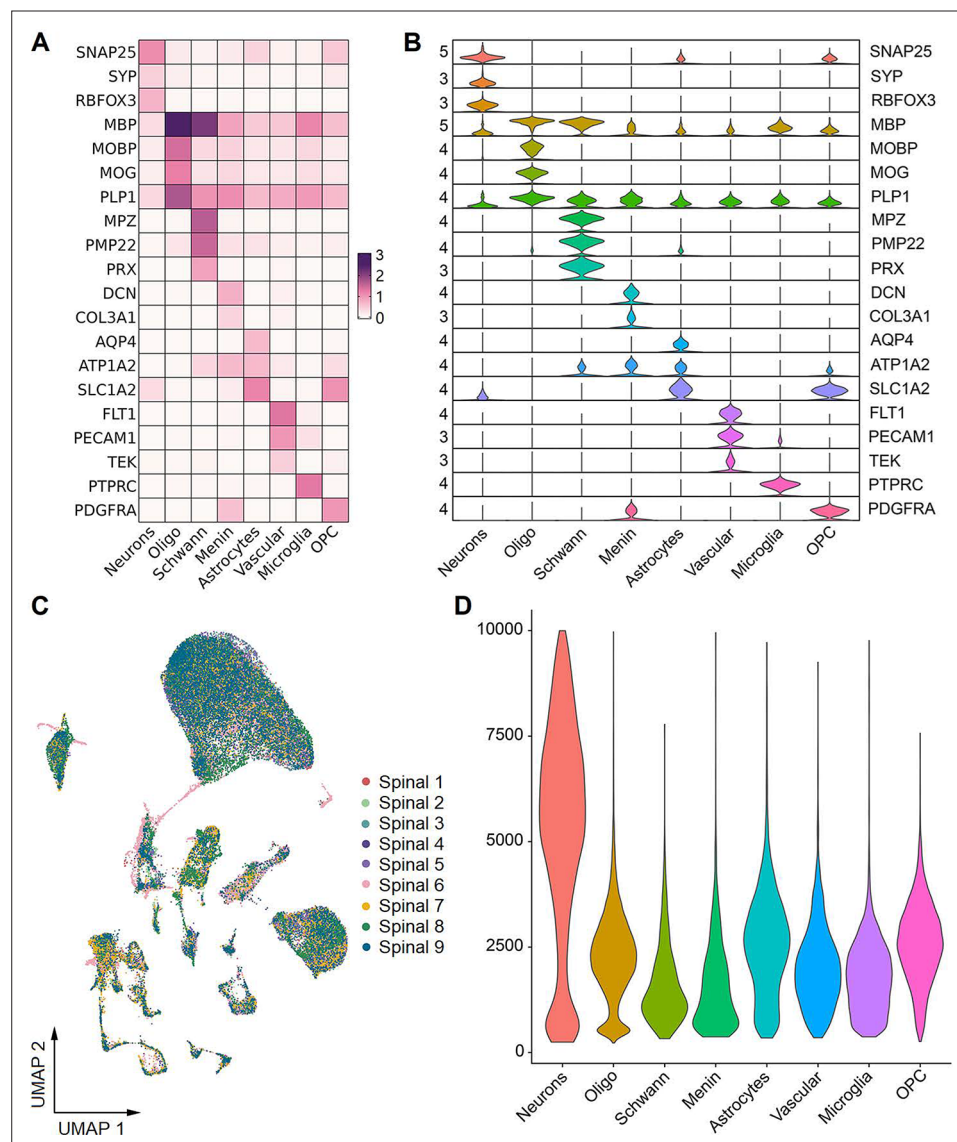 A
SNAP25
SYP
RBFOX3
MBP
MOBP
MOG
PLP1
MPZ
PMP22
PRX
DCN
COL3A1
AQP4
ATP1A2
SLC1A2
FLT1
PECAM1
TEK
PTPRC
PDGFRA
Neurons
Oligo
Schwann
Menin
Astrocytes
Vascular
Microglia
OPC
3
2
1
0
B
5 SNAP25
3 SYP
3 RBFOX3
5 MBP
4 MOBP
4 MOG
4 PLP1
4 MPZ
4 PMP22
3 PRX
4 DCN
3 COL3A1
4 AQP4
4 ATP1A2
4 SLC1A2
4 FLT1
3 PECAM1
3 TEK
4 PTPRC
4 PDGFRA
Neurons
Oligo
Schwann
Menin
Astrocytes
Vascular
Microglia
OPC
C
Spinal 1
Spinal 2
Spinal 3
Spinal 4
Spinal 5
Spinal 6
Spinal 7
Spinal 8
Spinal 9
UMAP 2
UMAP 1
D
10000
7500
5000
2500
0
Neurons
Oligo
Schwann
Menin
Astrocytes
Vascular
Microglia
OPC